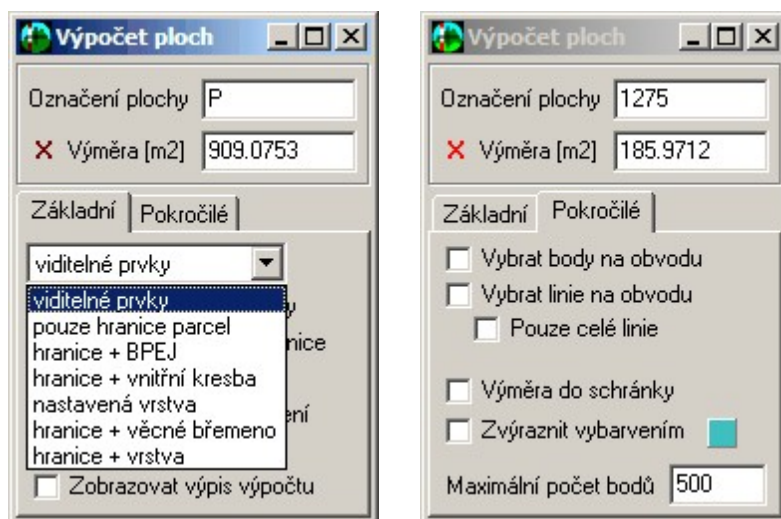 Výpočet ploch
Označení plochy P
Výměra [m2] 909.0753
Základní Pokročilé
viditelné prvky
viditelné prvky
pouze hranice parcel
hranice + BPEJ
hranice + vnitřní kresba
nastavená vrstva
hranice + věcné břemeno
hranice + vrstva
Zobrazovat výpis výpočtu
Výpočet ploch
Označení plochy 1275
Výměra [m2] 185.9712
Základní Pokročilé
Vybrat body na obvodu
Vybrat linie na obvodu
Pouze celé linie
Výměra do schránky
Zvýraznit vybarvením
Maximální počet bodů 500